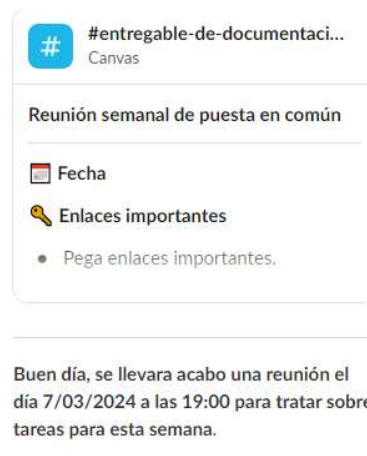 #entregable-de-documentaci...
Canvas
Reunión semanal de puesta en común
Fecha
Enlaces importantes
Pega enlaces importantes.
Buen día, se llevara acabo una reunión el
día 7/03/2024 a las 19:00 para tratar sobre
tareas para esta semana.